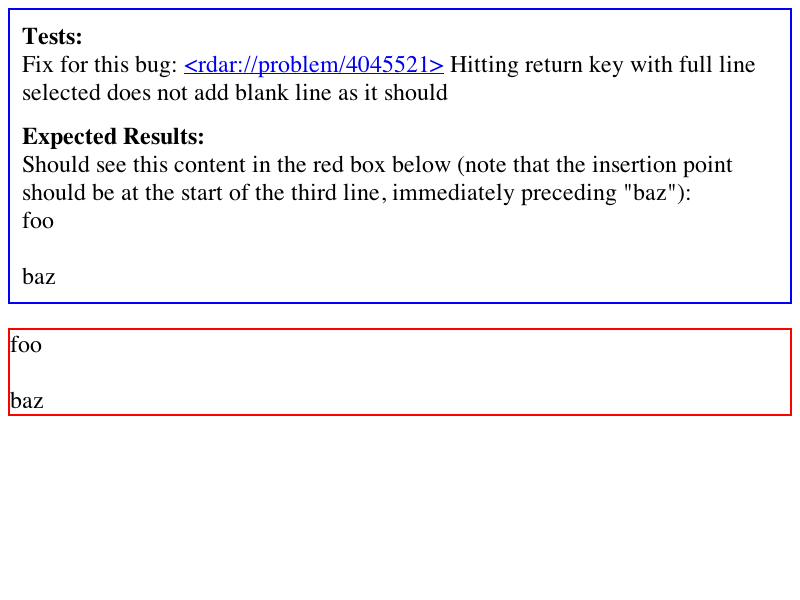 Tests:
Fix for this bug: <rdar://problem/4045521> Hitting return key with full line
selected does not add blank line as it should
Expected Results:
Should see this content in the red box below (note that the insertion point
should be at the start of the third line, immediately preceding "baz"):
foo
baz
foo
baz